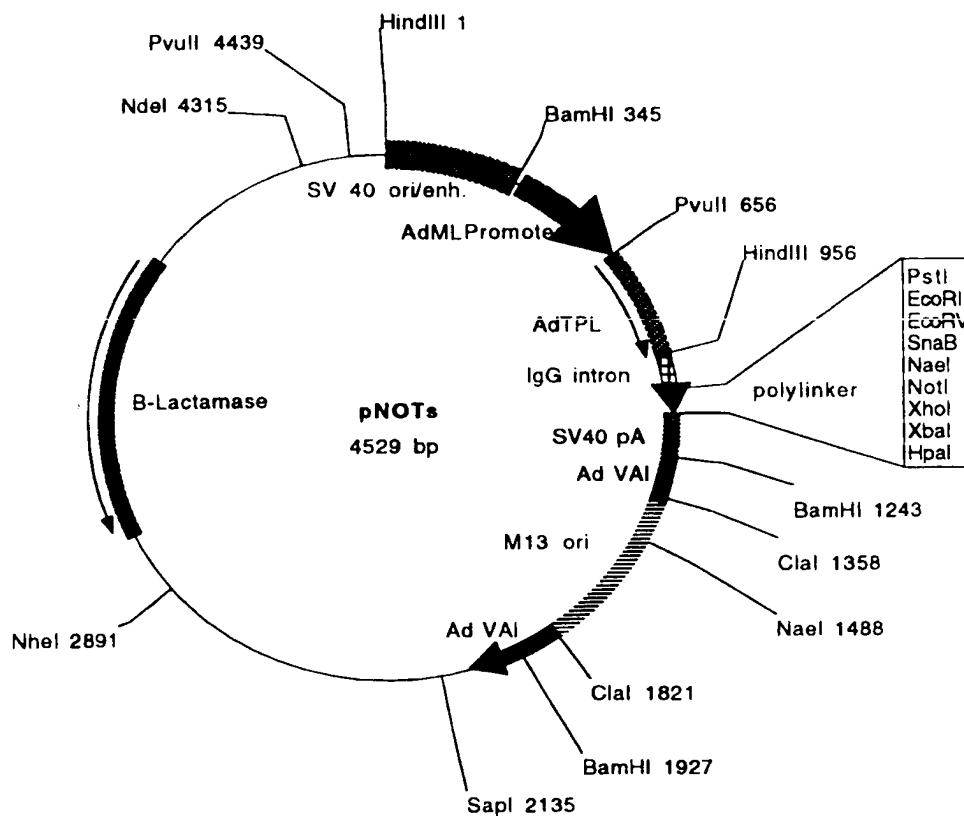 HindIII 1
PvuII 4439
NdeI 4315
BamHI 345
SV 40 ori/enh.
AdMLPromote
PvuII 656
HindIII 956
PstI
EcoRI
EcoRV
SnaB
NaeI
NotI
XhoI
XbaI
HpaI
AdTPL
IgG intron
polylinker
B-Lactamase
pNOTs
4529 bp
SV40 pA
Ad VAI
BamHI 1243
M13 ori
ClaI 1358
NaeI 1488
NheI 2891
Ad VAI
ClaI 1821
BamHI 1927
SapI 2135